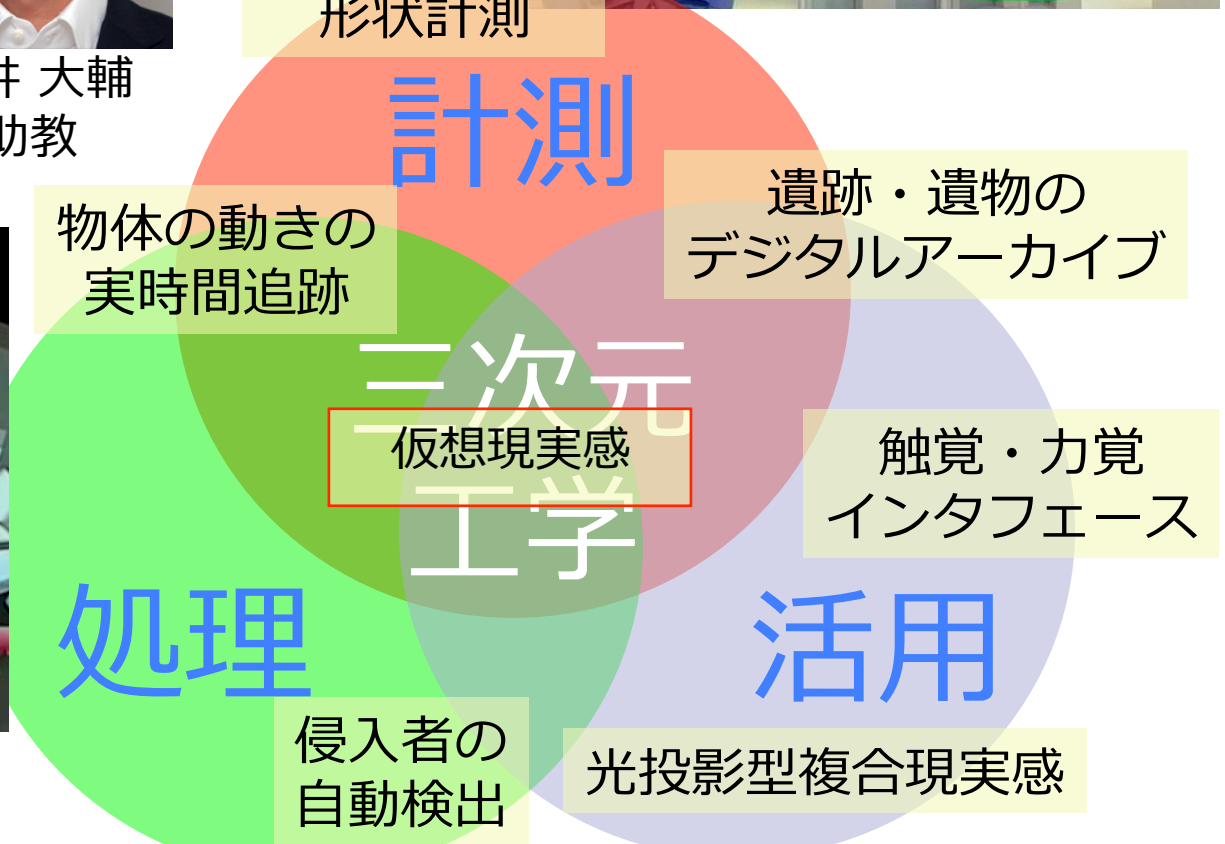 形状計測
井 大輔
助教
計測
遺跡・遺物の
デジタルアーカイブ
物体の動きの
実時間追跡
三次元
仮想現実感
工学
触覚・力覚
インタフェース
処理
活用
侵入者の
自動検出
光投影型複合現実感